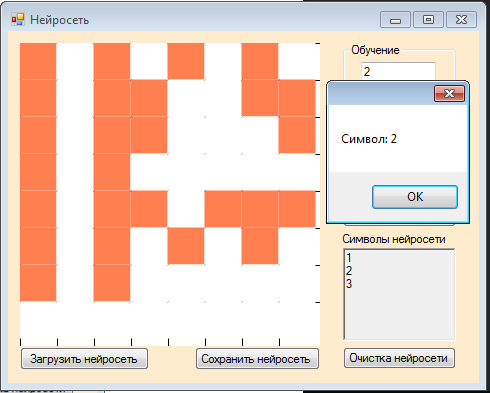 Нейросеть
Обучение
2
Символ: 2
OK
Символы нейросети
1
2
3
Загрузить нейросеть
Сохранить нейросеть
Очистка нейросети